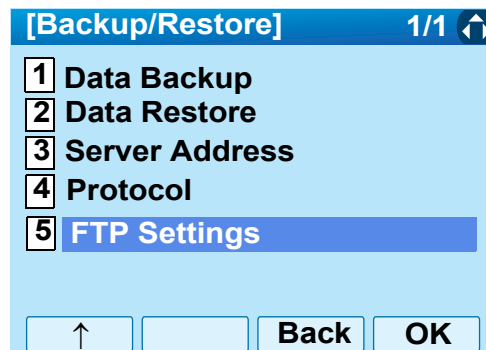 [Backup/Restore] 1/1
1 Data Backup
2 Data Restore
3 Server Address
4 Protocol
5 FTP Settings
↑ Back OK